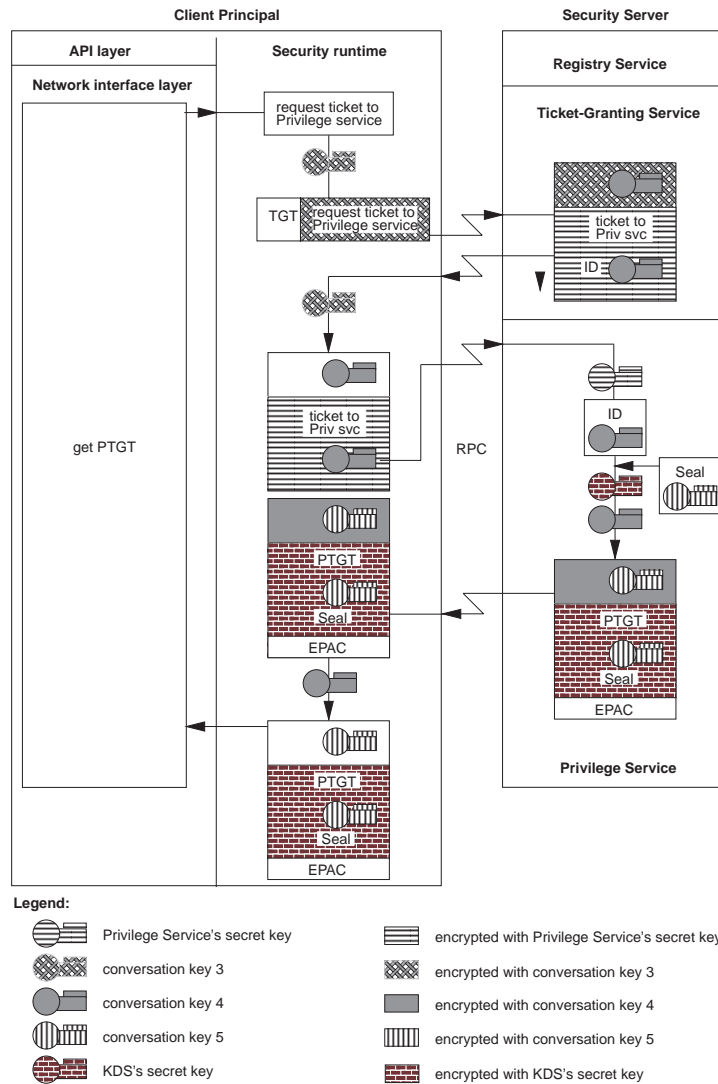 Client Principal
Security Server
API layer
Security runtime
Registry Service
Network interface layer
Ticket-Granting Service
request ticket to
Privilege service
TGT
request ticket to
Privilege service
ticket to
Priv svc
ID
ticket to
Priv svc
get PTGT
RPC
ID
Seal
PTGT
Seal
EPAC
PTGT
Seal
EPAC
Privilege Service
PTGT
Seal
EPAC
Legend:
Privilege Service's secret key
encrypted with Privilege Service's secret key
conversation key 3
encrypted with conversation key 3
conversation key 4
encrypted with conversation key 4
conversation key 5
encrypted with conversation key 5
KDS's secret key
encrypted with KDS's secret key